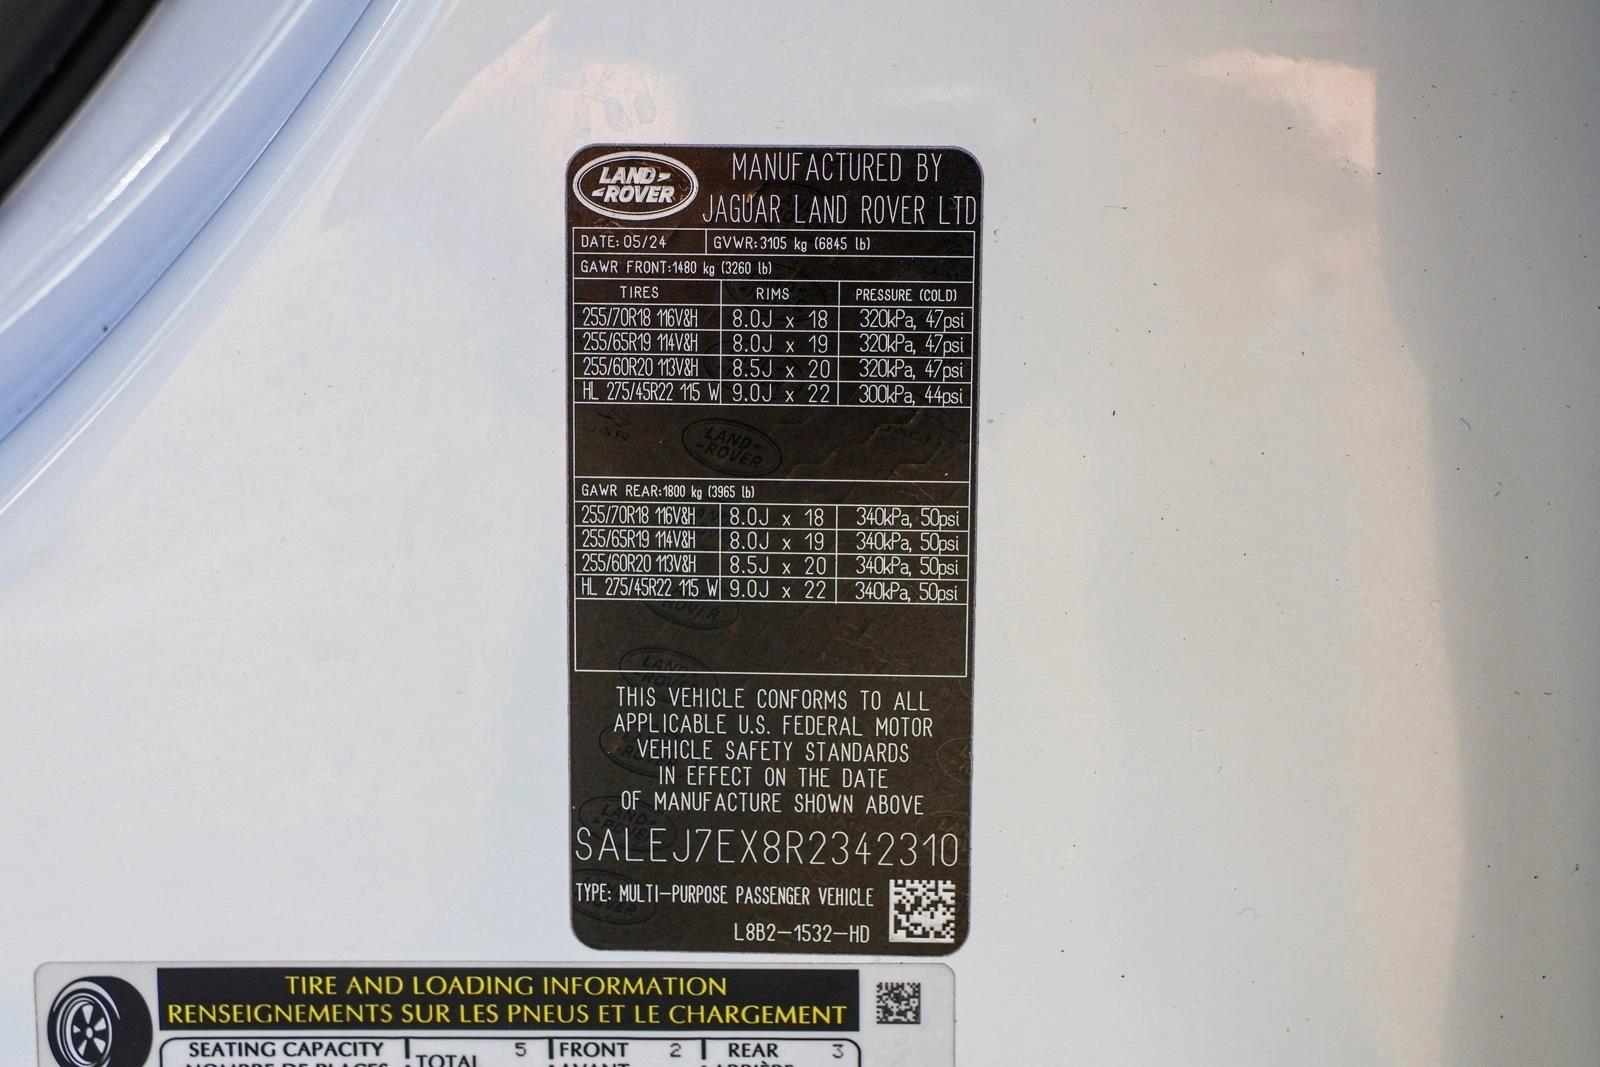 LAND-
-ROVER
MANUFACTURED BY
JAGUAR LAND ROVER LTD
DATE: 05/24 GVWR: 3105 kg (6845 lb)
GAWR FRONT: 1480 kg (3260 lb)
TIRES RIMS PRESSURE (COLD)
255/70R18 116V&H 8.0J x 18 320kPa, 47psi
255/65R19 114V&H 8.0J x 19 320kPa, 47psi
255/60R20 113V&H 8.5J x 20 320kPa, 47psi
HL 275/45R22 115 W 9.0J x 22 300kPa, 44psi
LAND-
-ROVER
GAWR REAR: 1800 kg (3965 lb)
255/70R18 116V&H 8.0J x 18 340kPa, 50psi
255/65R19 114V&H 8.0J x 19 340kPa, 50psi
255/60R20 113V&H 8.5J x 20 340kPa, 50psi
HL 275/45R22 115 W 9.0J x 22 340kPa, 50psi
THIS VEHICLE CONFORMS TO ALL
APPLICABLE U.S. FEDERAL MOTOR
VEHICLE SAFETY STANDARDS
IN EFFECT ON THE DATE
OF MANUFACTURE SHOWN ABOVE
SALEJ7EX8R2342310
TYPE: MULTI-PURPOSE PASSENGER VEHICLE
L8B2-1532-HD
TIRE AND LOADING INFORMATION
RENSEIGNEMENTS SUR LES PNEUS ET LE CHARGEMENT
SEATING CAPACITY TOTAL 5 FRONT 2 REAR 3